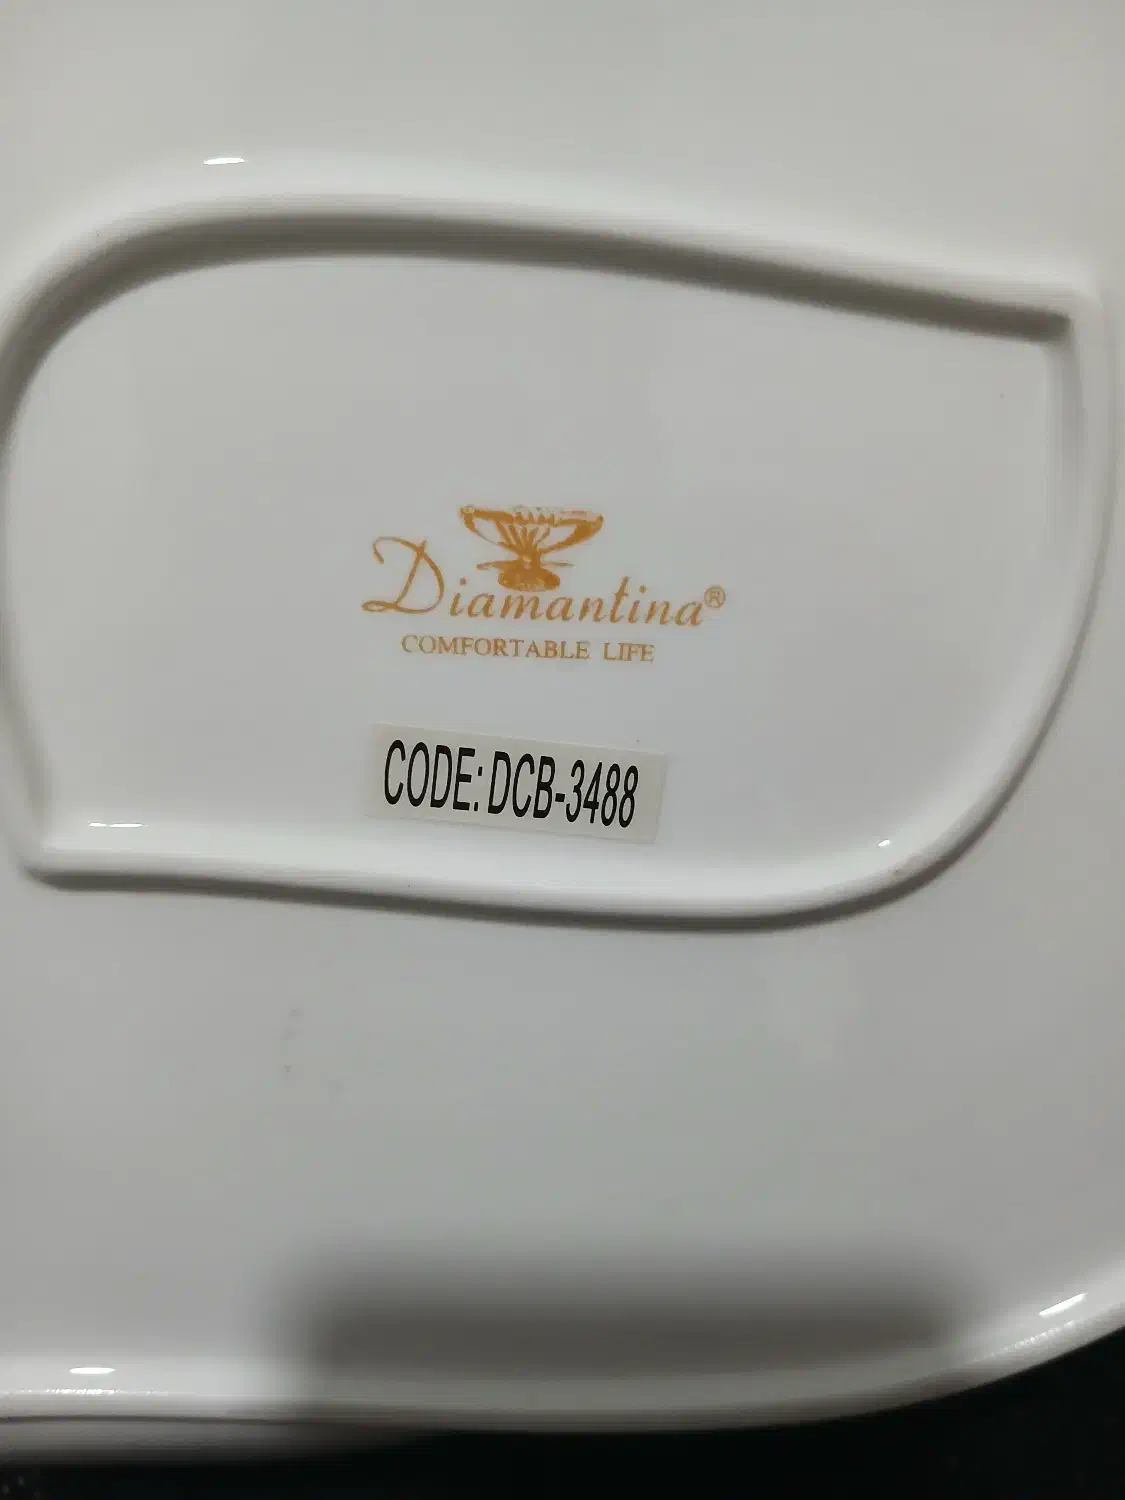 Diamantina®
COMFORTABLE LIFE
CODE: DCB-3488